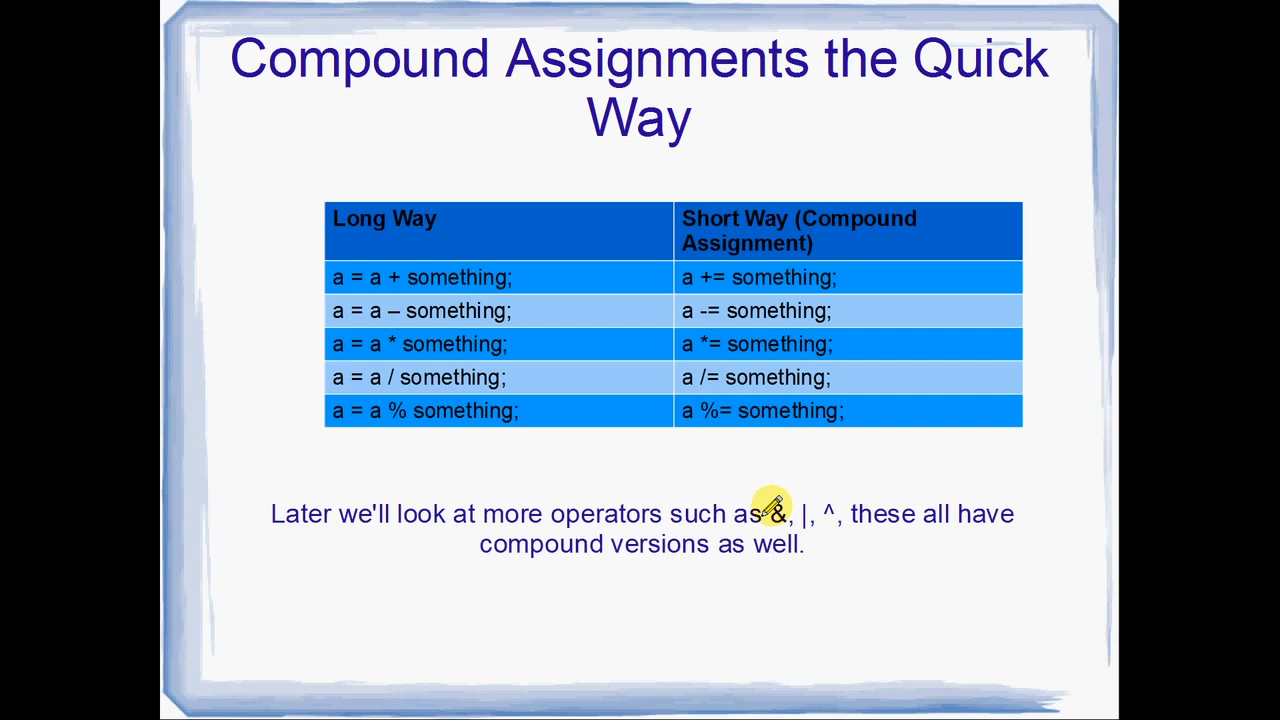 Compound Assignments the Quick
Way
Long Way
Short Way (Compound
Assignment)
a = a + something;
a += something;
a = a – something;
a -= something;
a = a * something;
a *= something;
a = a / something;
a /= something;
a = a % something;
a %= something;
Later we'll look at more operators such as &, |, ^, these all have
compound versions as well.